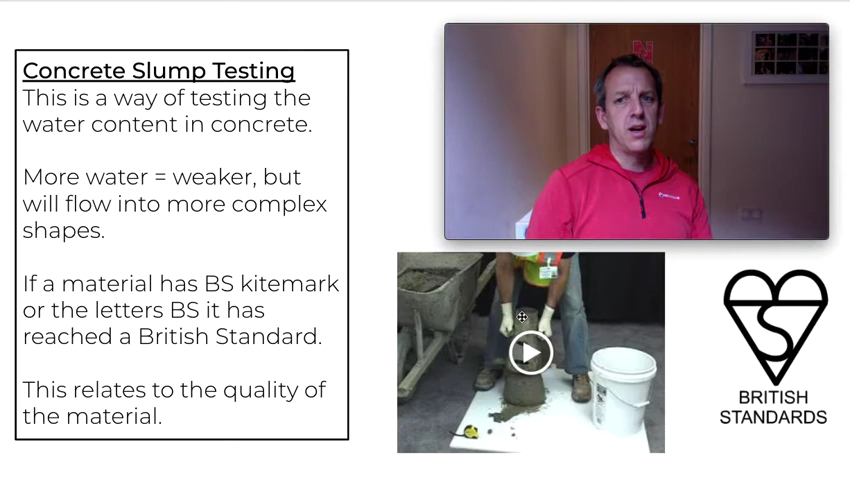 Concrete Slump Testing
This is a way of testing the
water content in concrete.
More water = weaker, but
will flow into more complex
shapes.
If a material has BS kitemark
or the letters BS it has
reached a British Standard.
This relates to the quality of
the material.
BRITISH
STANDARDS